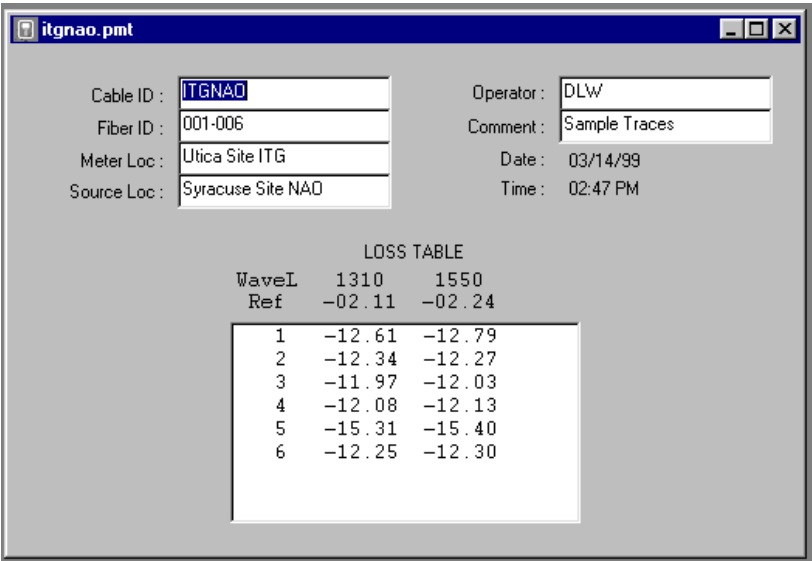 itgnao.pmt
Cable ID : ITGNAO
Fiber ID : 001-006
Meter Loc : Utica Site ITG
Source Loc : Syracuse Site NAO
Operator : DLW
Comment : Sample Traces
Date : 03/14/99
Time : 02:47 PM
LOSS TABLE
WaveL 1310 1550
Ref -02.11 -02.24
1 -12.61 -12.79
2 -12.34 -12.27
3 -11.97 -12.03
4 -12.08 -12.13
5 -15.31 -15.40
6 -12.25 -12.30